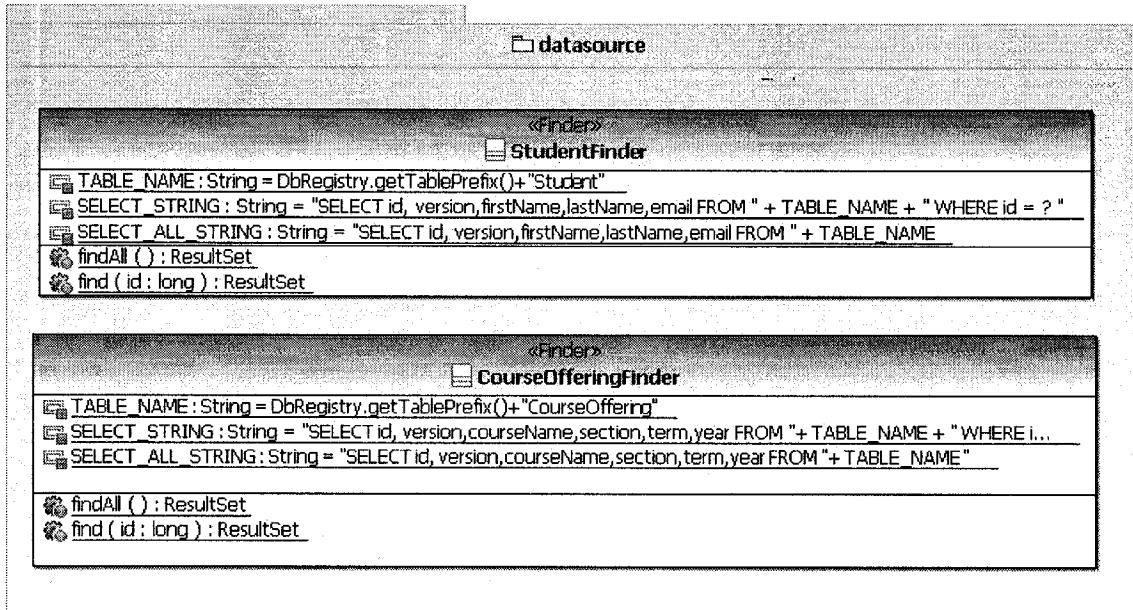 datasource
«Finder»
StudentFinder
TABLE_NAME : String = DbRegistry.getTablePrefix()+"Student"
SELECT_STRING : String = "SELECT id, version,firstName,lastName,email FROM " + TABLE_NAME + " WHERE id = ? "
SELECT_ALL_STRING : String = "SELECT id, version,firstName,lastName,email FROM " + TABLE_NAME
findAll ( ) : ResultSet
find ( id : long ) : ResultSet
«Finder»
CourseOfferingFinder
TABLE_NAME : String = DbRegistry.getTablePrefix()+"CourseOffering"
SELECT_STRING : String = "SELECT id, version,courseName,section,term,year FROM "+ TABLE_NAME + " WHERE i...
SELECT_ALL_STRING : String = "SELECT id, version,courseName,section,term,year FROM "+ TABLE_NAME"
findAll ( ) : ResultSet
find ( id : long ) : ResultSet